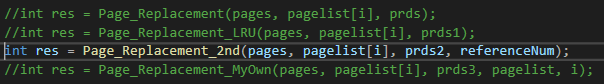 //int res = Page_Replacement(pages, pagelist[i], prds);
//int res = Page_Replacement_LRU(pages, pagelist[i], prds1);
int res = Page_Replacement_2nd(pages, pagelist[i], prds2, referenceNum);
//int res = Page_Replacement_MyOwn(pages, pagelist[i], prds3, pagelist, i);